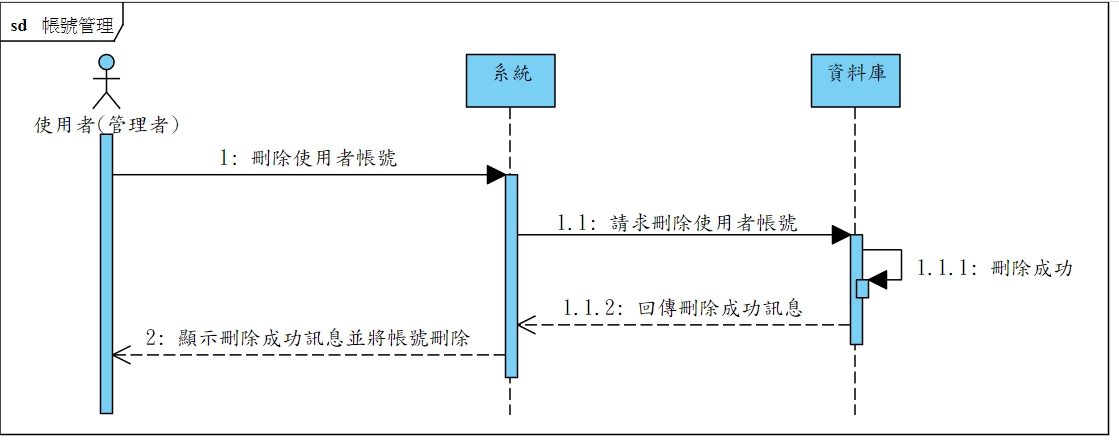 sd 帳號管理
系統
資料庫
使用者(管理者)
1: 刪除使用者帳號
1.1: 請求刪除使用者帳號
1.1.1: 刪除成功
1.1.2: 回傳刪除成功訊息
2: 顯示刪除成功訊息並將帳號刪除